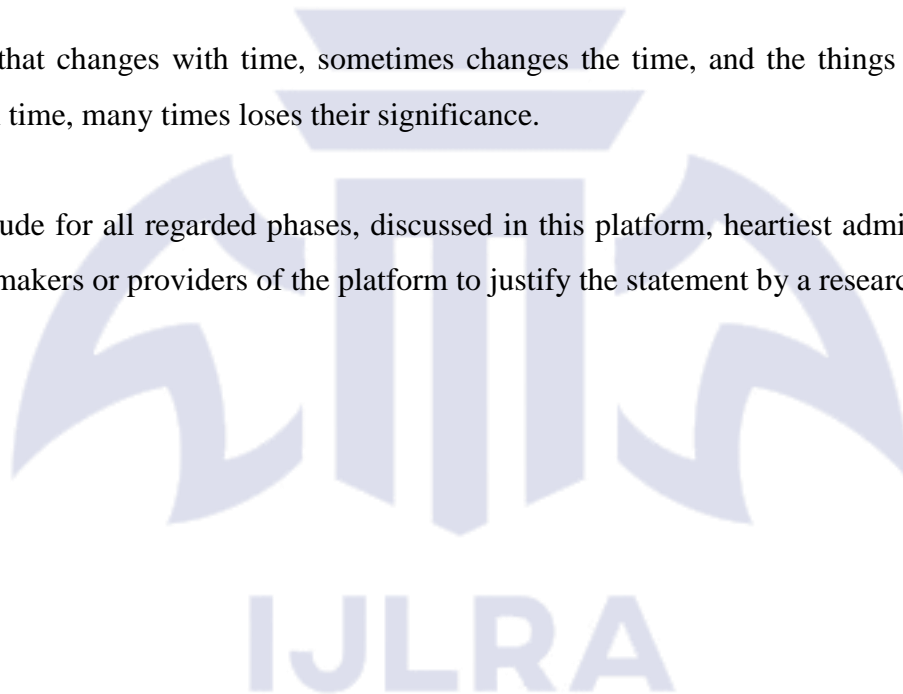 that changes with time, sometimes changes the time, and the things
time, many times loses their significance.
ude for all regarded phases, discussed in this platform, heartiest admi
makers or providers of the platform to justify the statement by a researc
IJLRA